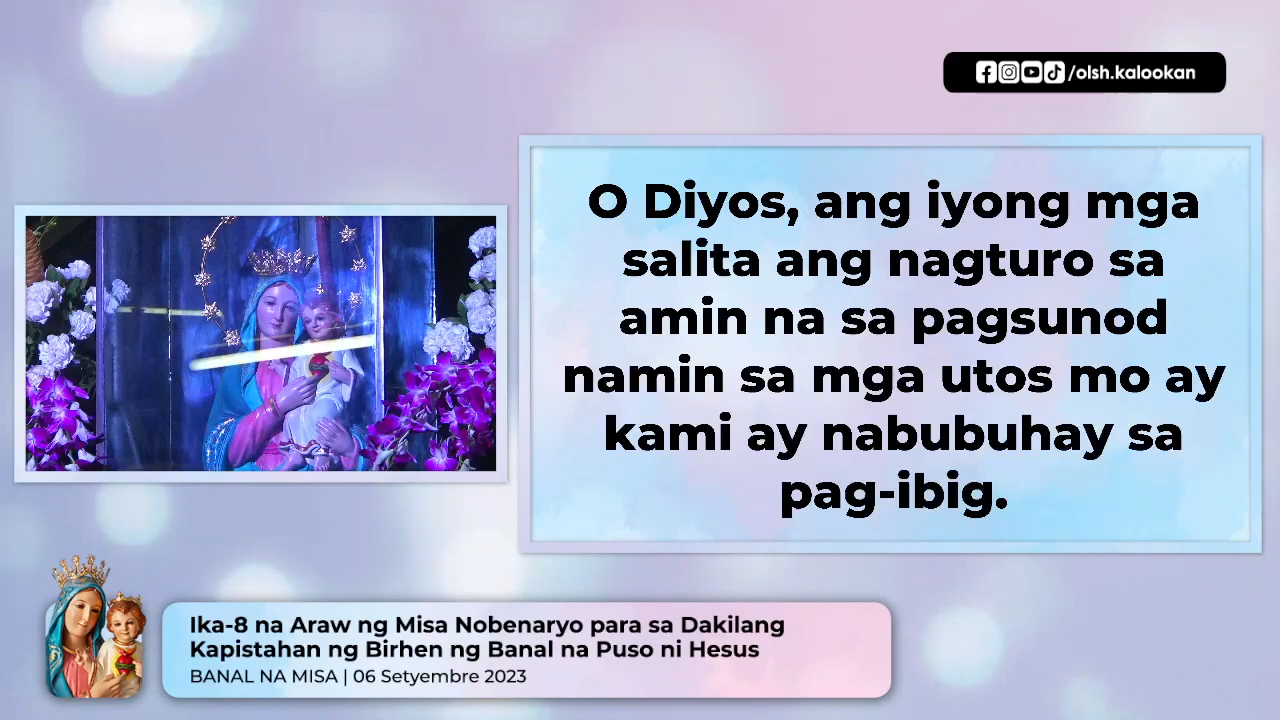 /olsh.kalookan
O Diyos, ang iyong mga
salita ang nagturo sa
amin na sa pagsunod
namin sa mga utos mo ay
kami ay nabubuhay sa
pag-ibig.
Ika-8 na Araw ng Misa Nobenaryo para sa Dakilang
Kapistahan ng Birhen ng Banal na Puso ni Hesus
BANAL NA MISA | 06 Setyembre 2023